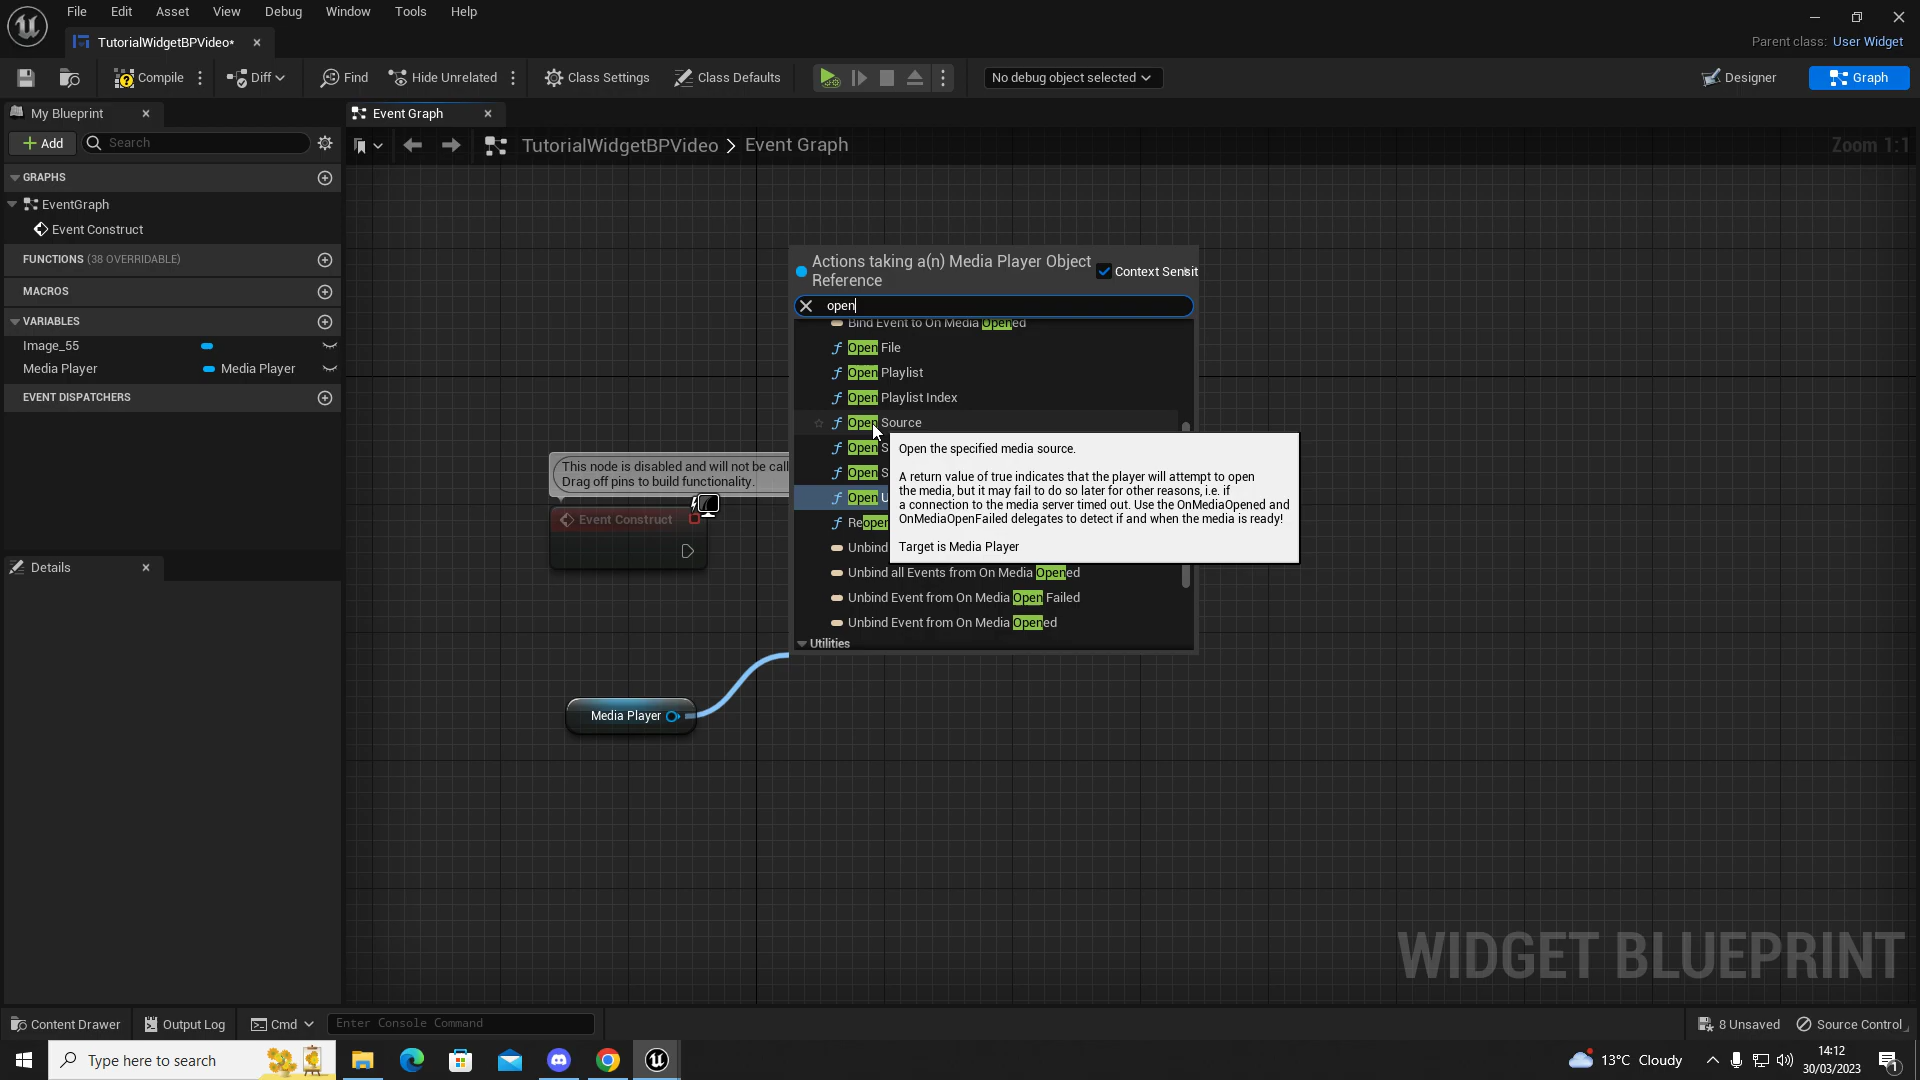 File Edit Asset View Debug Window Tools Help
TutorialWidgetBPVideo*
Parent class: User Widget
Compile Diff Find Hide Unrelated Class Settings Class Defaults No debug object selected Designer Graph
My Blueprint Event Graph
Add Search
TutorialWidgetBPVideo > Event Graph Zoom 1:1
GRAPHS
EventGraph
Event Construct
FUNCTIONS (38 OVERRIDABLE)
MACROS
VARIABLES
Image_55
Media Player Media Player
EVENT DISPATCHERS
Details
Actions taking a(n) Media Player Object
Reference
Context Sensit
open
Bind Event to On Media Opened
Open File
Open Playlist
Open Playlist Index
Open Source
Open S
Open S
Open U
Reopen
Unbind
Unbind all Events from On Media Opened
Unbind Event from On Media Open Failed
Unbind Event from On Media Opened
Utilities
Open the specified media source.
A return value of true indicates that the player will attempt to open
the media, but it may fail to do so later for other reasons, i.e. if
a connection to the media server timed out. Use the OnMediaOpened and
OnMediaOpenFailed delegates to detect if and when the media is ready!
Target is Media Player
This node is disabled and will not be call
Drag off pins to build functionality.
Event Construct
Media Player
WIDGET BLUEPRINT
Content Drawer Output Log Cmd Enter Console Command 8 Unsaved Source Control
Type here to search
13°C Cloudy
14:12
30/03/2023
1